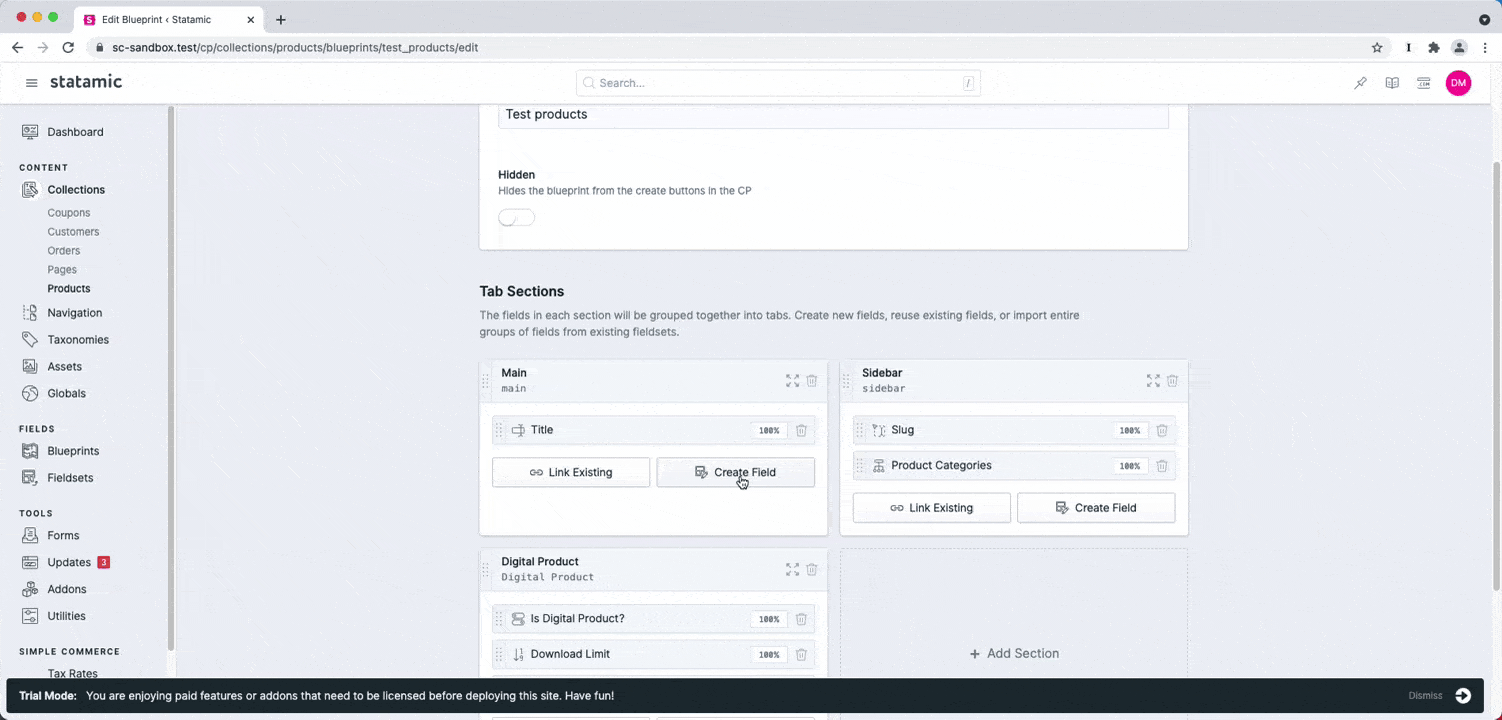 Edit Blueprint ‹ Statamic
sc-sandbox.test/cp/collections/products/blueprints/test_products/edit
statamic
Search...
/
DM
Dashboard
CONTENT
Collections
Coupons
Customers
Orders
Pages
Products
Navigation
Taxonomies
Assets
Globals
FIELDS
Blueprints
Fieldsets
TOOLS
Forms
Updates 3
Addons
Utilities
SIMPLE COMMERCE
Tax Rates
Test products
Hidden
Hides the blueprint from the create buttons in the CP
Tab Sections
The fields in each section will be grouped together into tabs. Create new fields, reuse existing fields, or import entire
groups of fields from existing fieldsets.
Main
main
Title 100%
Link Existing Create Field
Sidebar
sidebar
Slug 100%
Product Categories 100%
Link Existing Create Field
Digital Product
Digital Product
Is Digital Product? 100%
Download Limit 100%
+ Add Section
Trial Mode: You are enjoying paid features or addons that need to be licensed before deploying this site. Have fun!
Dismiss